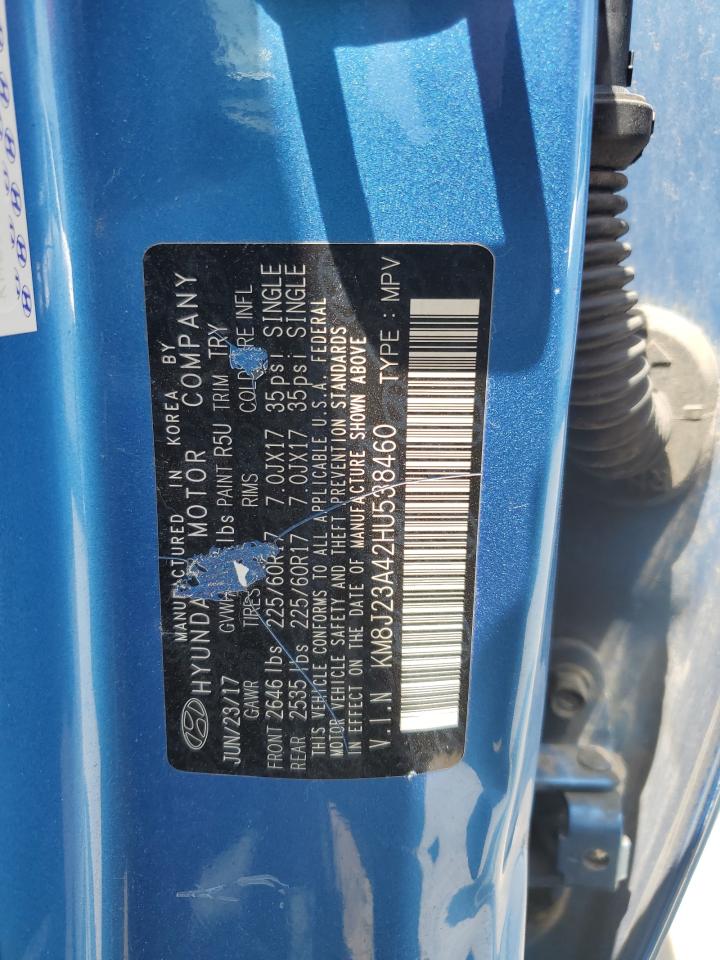 MANUFACTURED IN KOREA BY
HYUNDAI MOTOR COMPANY
JUN/23/17 lbs PAINT R5U TRIM TRY
GAWR TIRES RIMS COLD INFL
FRONT 2646 lbs 225/60R17 7.0JX17 35psi SINGLE
REAR 2535 lbs 225/60R17 7.0JX17 35psi SINGLE
THIS VEHICLE CONFORMS TO ALL APPLICABLE U.S.A. FEDERAL
MOTOR VEHICLE SAFETY AND THEFT PREVENTION STANDARDS
IN EFFECT ON THE DATE OF MANUFACTURE SHOWN ABOVE
V.I.N KM8J23A42HU538460 TYPE : MPV